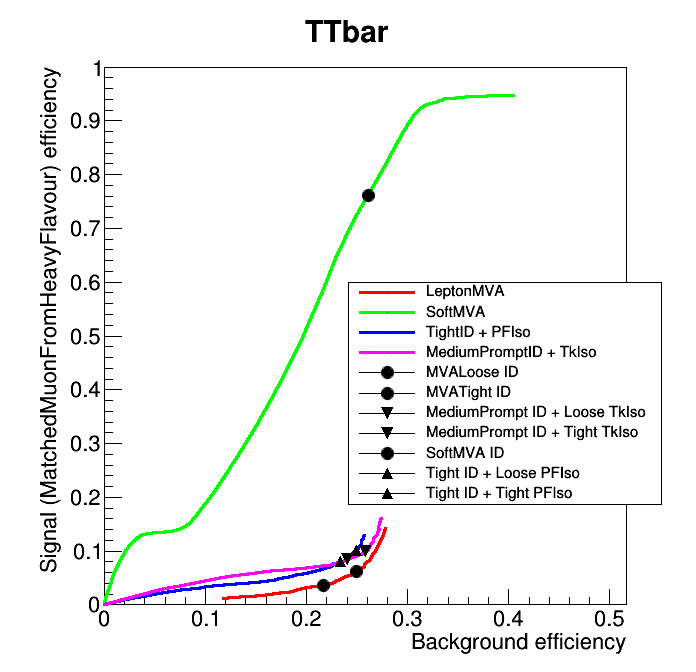 TTbar
Signal (MatchedMuonFromHeavyFlavour) efficiency
1
0.9
0.8
0.7
0.6
0.5
0.4
0.3
0.2
0.1
0
LeptonMVA
SoftMVA
TightID + PFIso
MediumPromptID + TkIso
MVALoose ID
MVATight ID
MediumPrompt ID + Loose TkIso
MediumPrompt ID + Tight TkIso
SoftMVA ID
Tight ID + Loose PFIso
Tight ID + Tight PFIso
0 0.1 0.2 0.3 0.4 0.5
Background efficiency